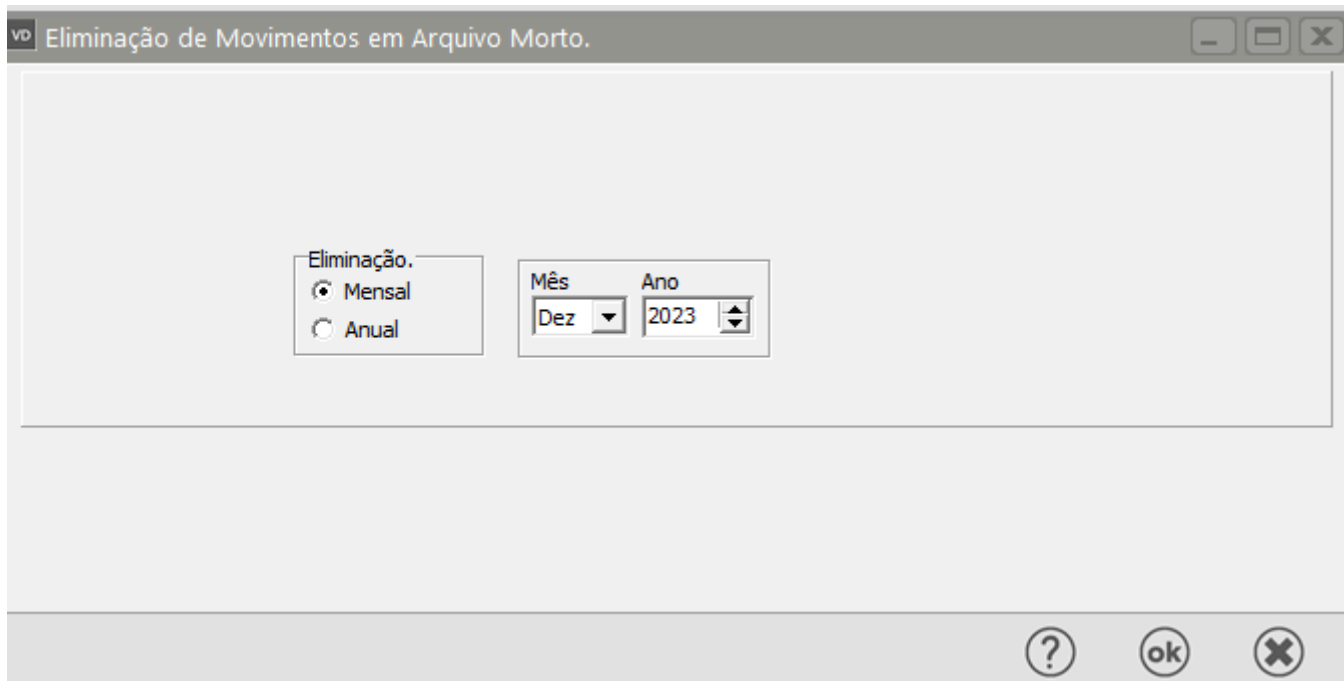 VD Eliminação de Movimentos em Arquivo Morto.
Eliminação.
Mensal
Anual
Mês Ano
Dez 2023
? ok